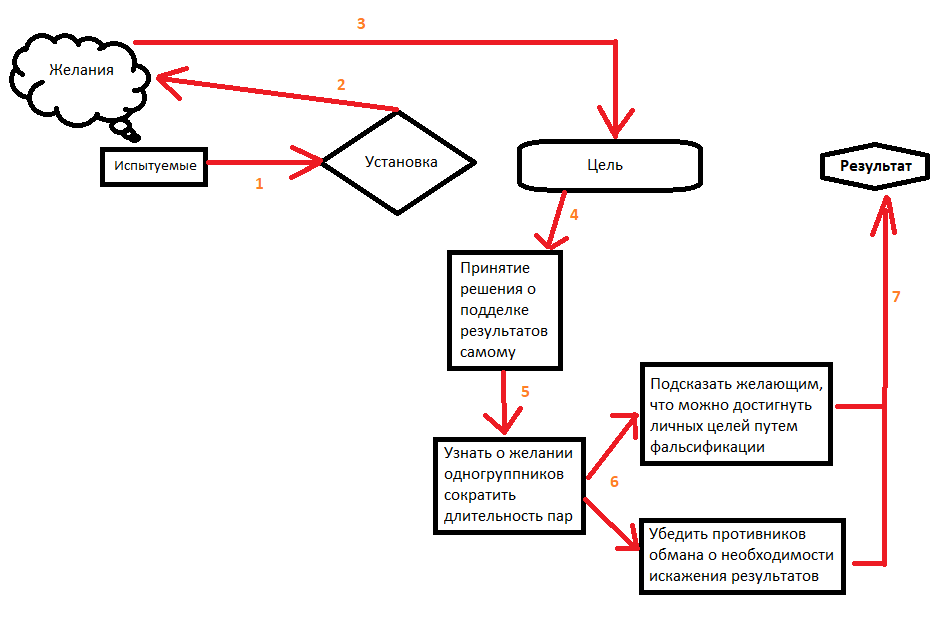 3
Желания
2
Испытуемые
1
Установка
Цель
Результат
4
Принятие
решения о
подделке
результатов
самому
7
5
Узнать о желании
одногруппников
сократить
длительность пар
6
Подсказать желающим,
что можно достигнуть
личных целей путем
фальсификации
Убедить противников
обмана о необходимости
искажения результатов